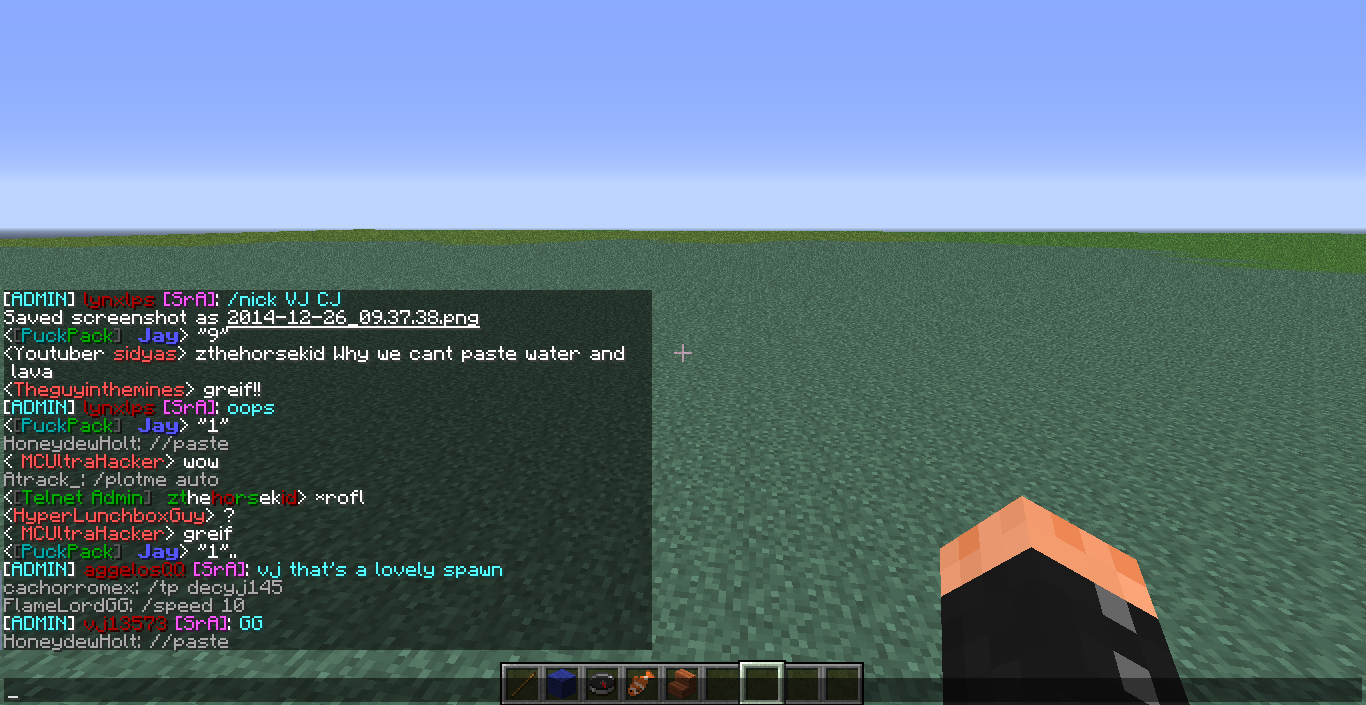 [ADMIN] lynxlps [SrA]: /nick VJ CJ
Saved screenshot as 2014-12-26_09.37.38.png
<[PuckPack] Jay> "9"
<Youtuber sidyas> zthehorsekid Why we cant paste water and
lava
<Theguyinthemines> greif!!
[ADMIN] lynxlps [SrA]: oops
<[PuckPack] Jay> "1"
HoneydewHolt: //paste
< MCUltraHacker> wow
Atrack_: /plotme auto
<[Telnet Admin] zthehorsekid> *rofl
<HyperLunchboxGuy> ?
< MCUltraHacker> greif
<[PuckPack] Jay> "1"..
[ADMIN] aggelosQQ [SrA]: vj that's a lovely spawn
cachorromex: /tp decyj145
FlameLordGG: /speed 10
[ADMIN] vj13573 [SrA]: GG
HoneydewHolt: //paste
_